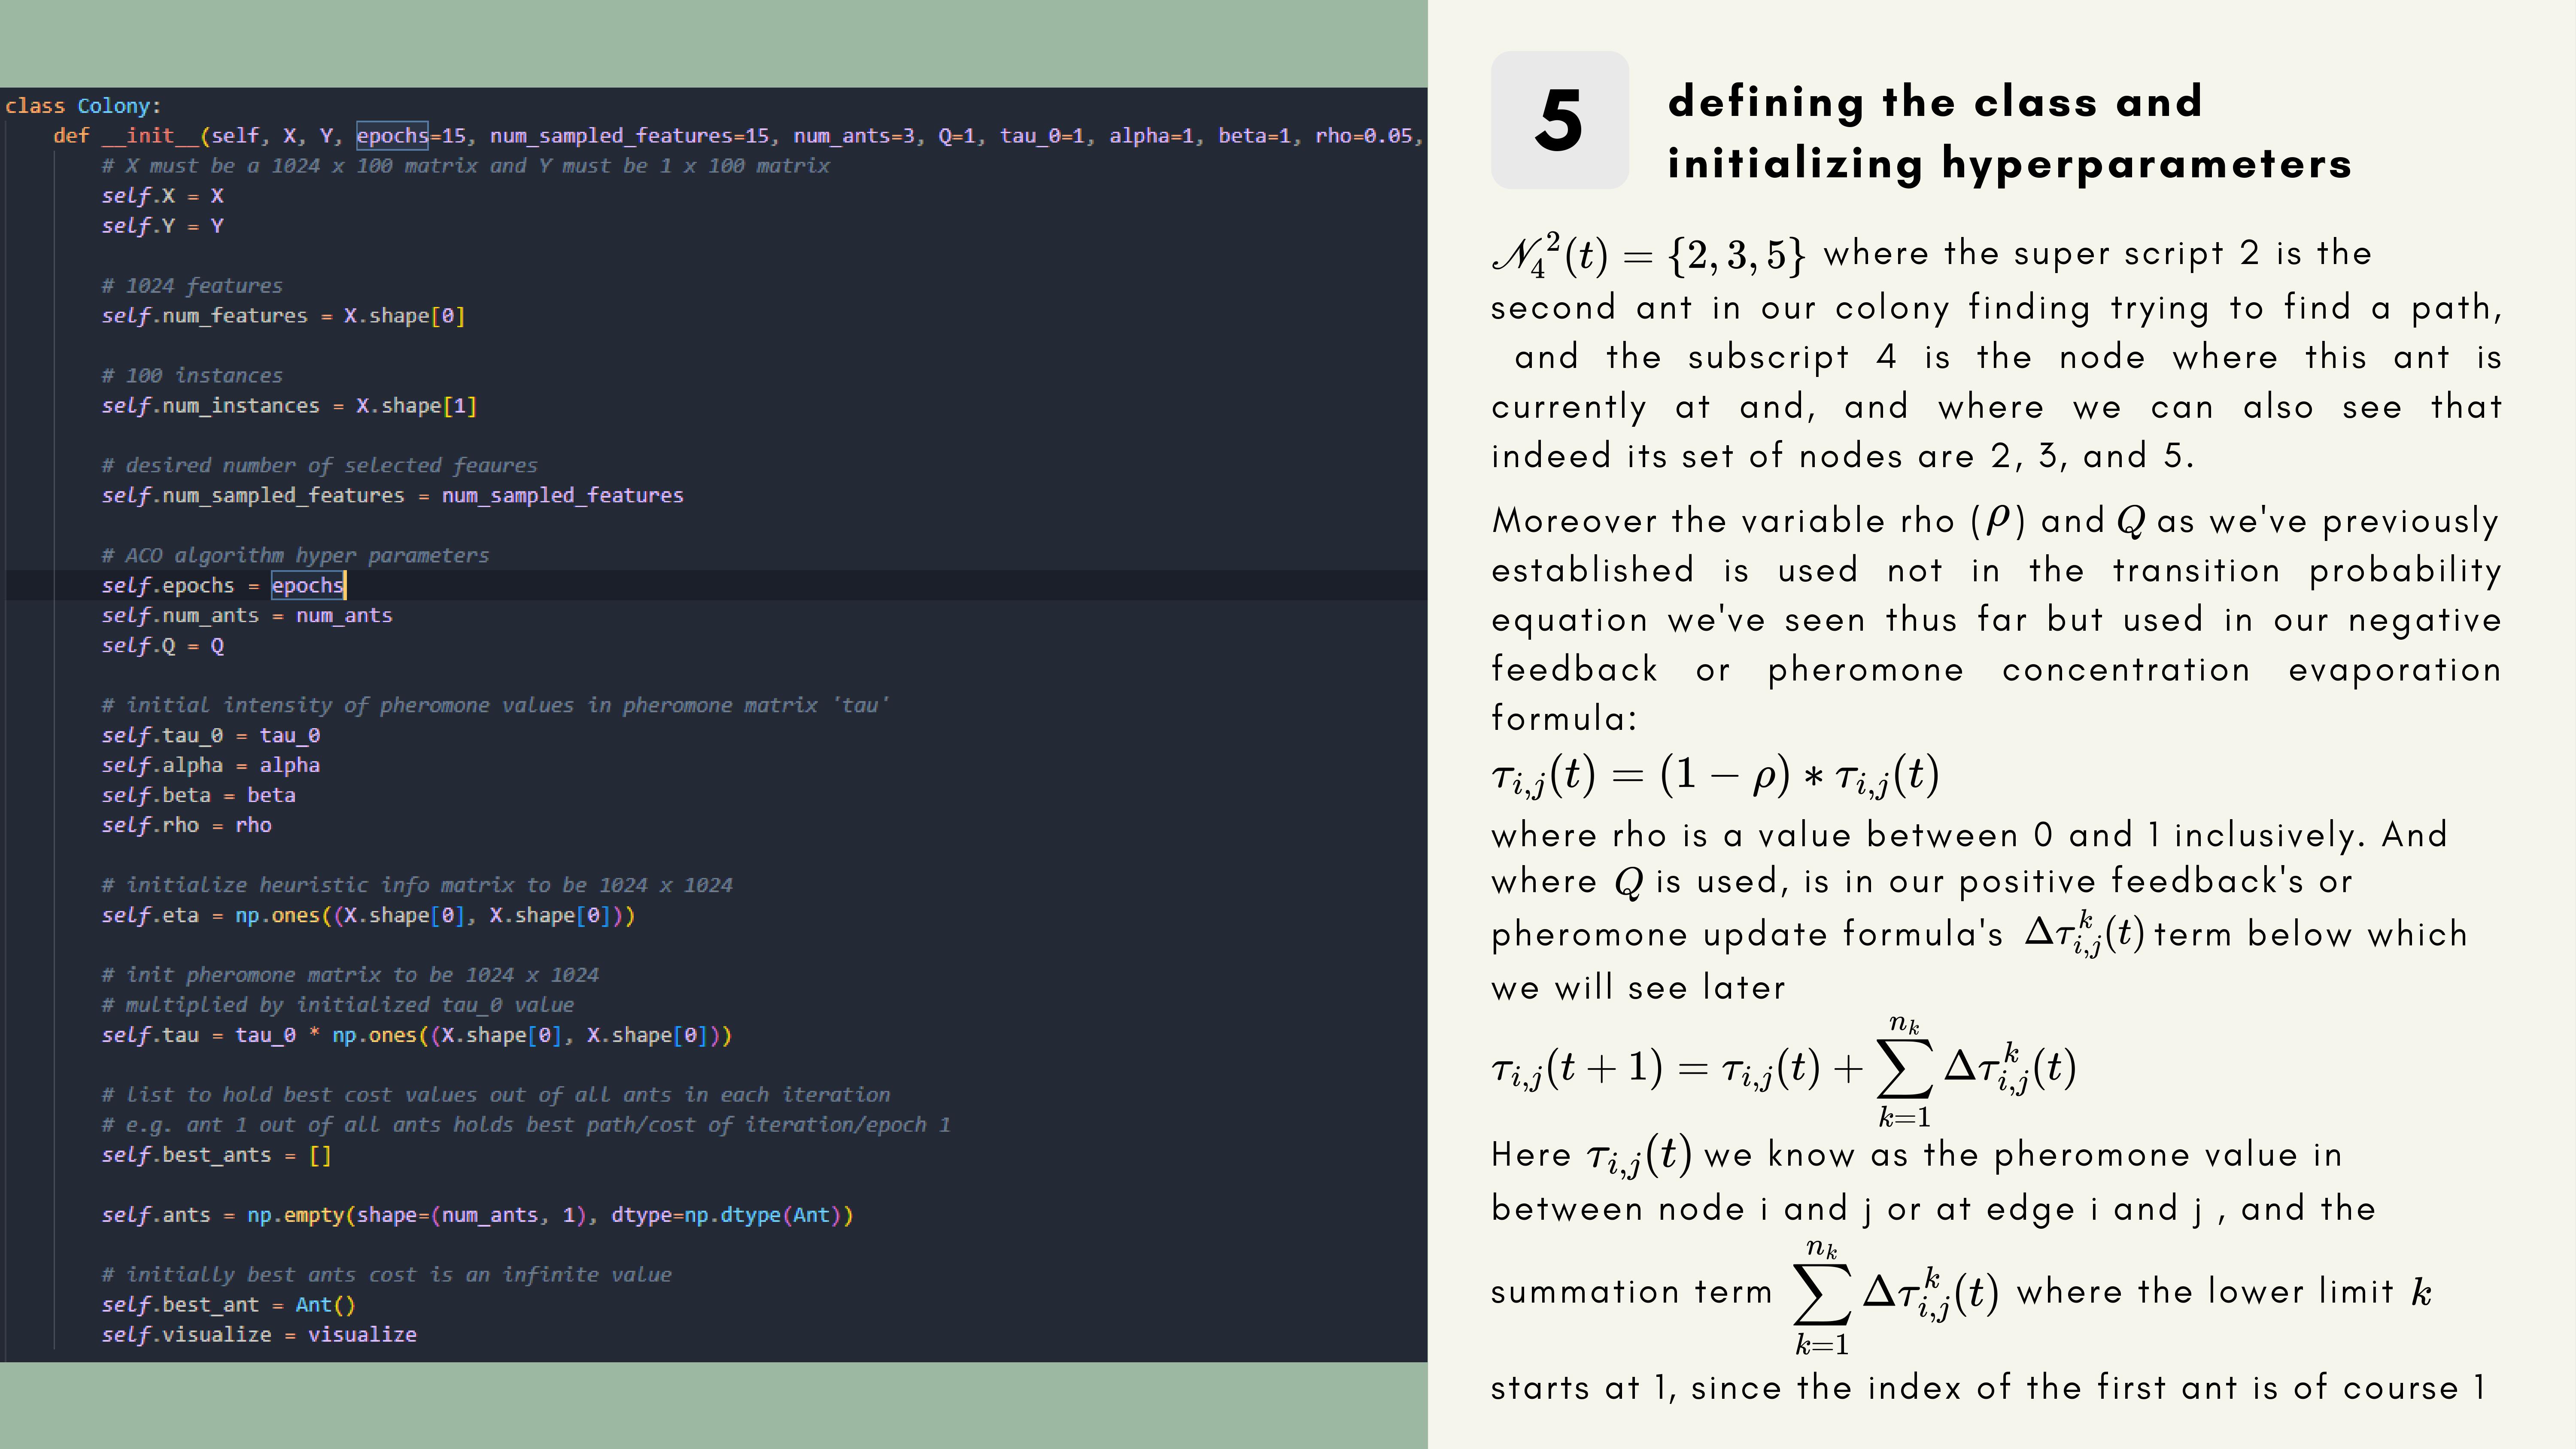 class Colony:
    def __init__(self, X, Y, epochs=15, num_sampled_features=15, num_ants=3, Q=1, tau_0=1, alpha=1, beta=1, rho=0.05,
        # X must be a 1024 x 100 matrix and Y must be 1 x 100 matrix
        self.X = X
        self.Y = Y
        # 1024 features
        self.num_features = X.shape[0]
        # 100 instances
        self.num_instances = X.shape[1]
        # desired number of selected feaures
        self.num_sampled_features = num_sampled_features
        # ACO algorithm hyper parameters
        self.epochs = epochs
        self.num_ants = num_ants
        self.Q = Q
        # initial intensity of pheromone values in pheromone matrix 'tau'
        self.tau_0 = tau_0
        self.alpha = alpha
        self.beta = beta
        self.rho = rho
        # initialize heuristic info matrix to be 1024 x 1024
        self.eta = np.ones((X.shape[0], X.shape[0]))
        # init pheromone matrix to be 1024 x 1024
        # multiplied by initialized tau_0 value
        self.tau = tau_0 * np.ones((X.shape[0], X.shape[0]))
        # list to hold best cost values out of all ants in each iteration
        # e.g. ant 1 out of all ants holds best path/cost of iteration/epoch 1
        self.best_ants = []
        self.ants = np.empty(shape=(num_ants, 1), dtype=np.dtype(Ant))
        # initially best ants cost is an infinite value
        self.best_ant = Ant()
        self.visualize = visualize
5
defining the class and
initializing hyperparameters
𝒩_4^2(t) = {2, 3, 5} where the super script 2 is the
second ant in our colony finding trying to find a path,
and the subscript 4 is the node where this ant is
currently at and, and where we can also see that
indeed its set of nodes are 2, 3, and 5.
Moreover the variable rho (ρ) and Q as we've previously
established is used not in the transition probability
equation we've seen thus far but used in our negative
feedback or pheromone concentration evaporation
formula:
τ_{i,j}(t) = (1 − ρ) * τ_{i,j}(t)
where rho is a value between 0 and 1 inclusively. And
where Q is used, is in our positive feedback's or
pheromone update formula's Δτ_{i,j}^k(t) term below which
we will see later
τ_{i,j}(t + 1) = τ_{i,j}(t) + ∑_{k=1}^{n_k} Δτ_{i,j}^k(t)
Here τ_{i,j}(t) we know as the pheromone value in
between node i and j or at edge i and j , and the
summation term ∑_{k=1}^{n_k} Δτ_{i,j}^k(t) where the lower limit k
starts at 1, since the index of the first ant is of course 1